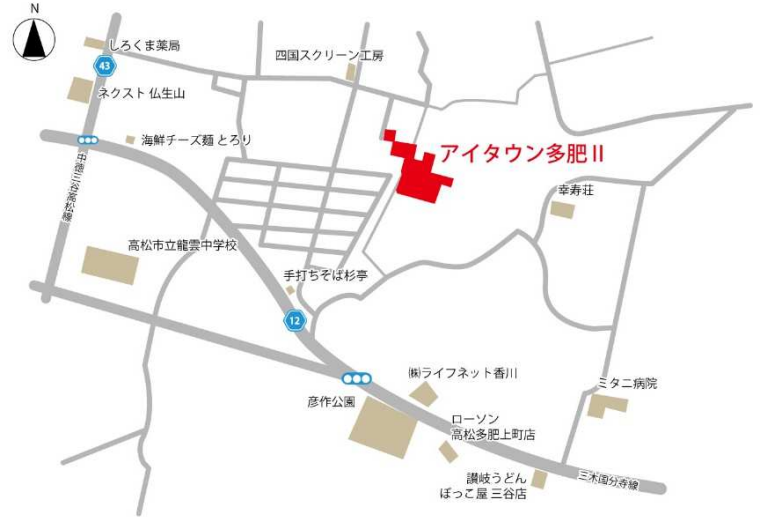 N
しろくま薬局
四国スクリーン工房
43
ネクスト 仏生山
海鮮チーズ麺 とろり
アイタウン多肥Ⅱ
中徳三谷高松線
幸寿荘
高松市立龍雲中学校
手打ちそば杉亭
12
㈱ライフネット香川
ミタニ病院
彦作公園
ローソン
高松多肥上町店
讃岐うどん
ぼっこ屋 三谷店
三木国分寺線